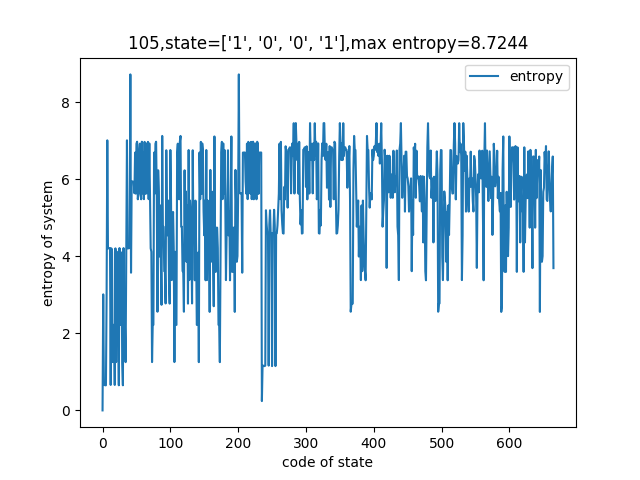 105,state=['1', '0', '0', '1'],max entropy=8.7244
entropy
8
6
4
2
0
entropy of system
0 100 200 300 400 500 600
code of state